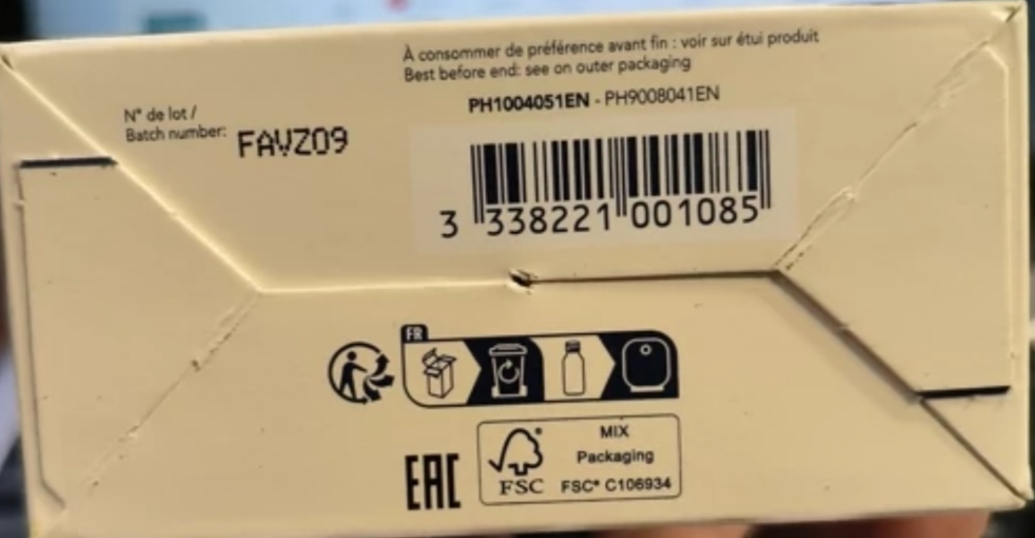 À consommer de préférence avant fin : voir sur étui produit
Best before end: see on outer packaging
PH1004051EN - PH9008041EN
N° de lot /
Batch number: FAVZ09
3 338221 001085
FR
EAC
FSC
MIX
Packaging
FSC® C106934